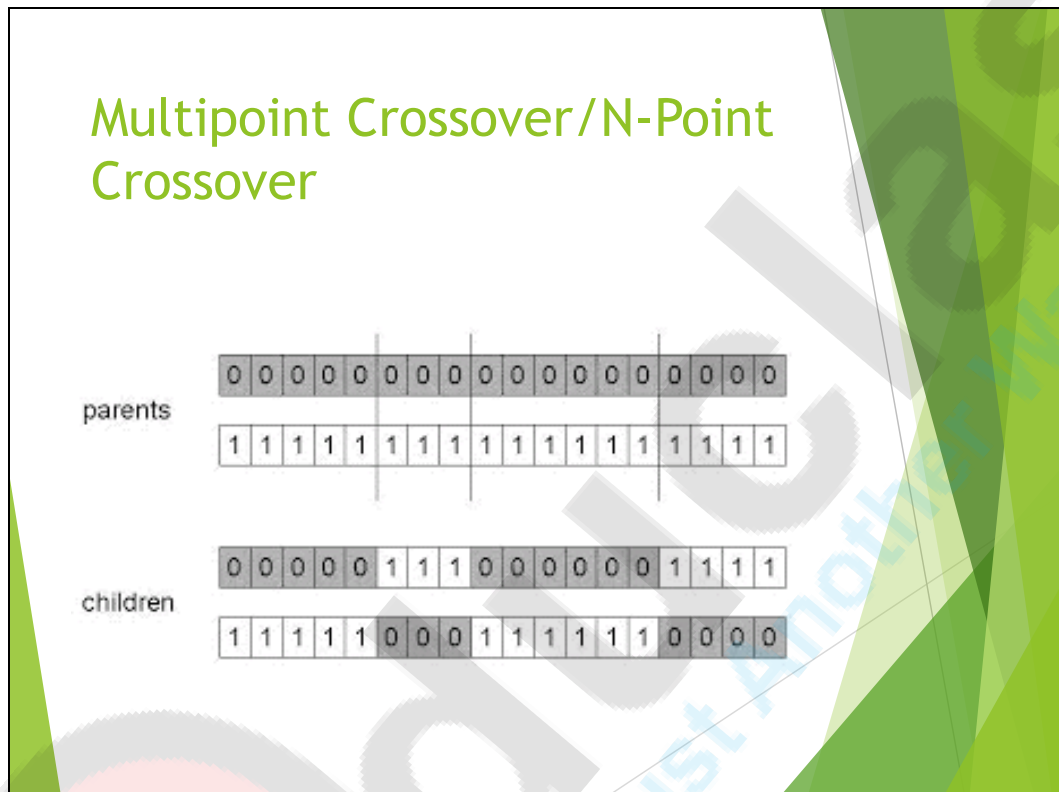 Multipoint Crossover/N-Point
Crossover
0 0 0 0 0 0 0 0 0 0 0 0 0 0 0 0 0 0
parents
1 1 1 1 1 1 1 1 1 1 1 1 1 1 1 1 1 1
0 0 0 0 0 1 1 1 0 0 0 0 0 0 1 1 1 1
children
1 1 1 1 1 0 0 0 1 1 1 1 1 1 0 0 0 0